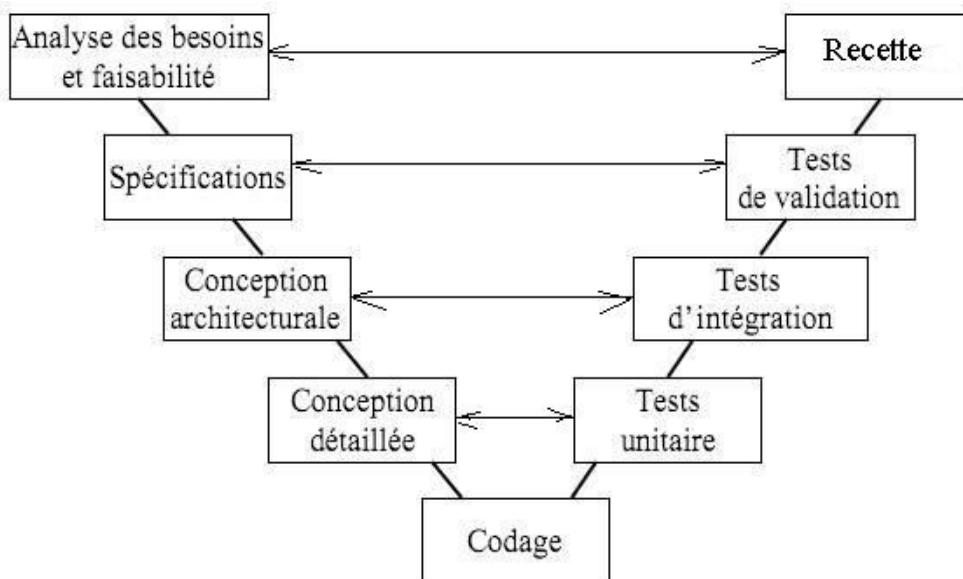 Analyse des besoins
et faisabilité
Recette
Spécifications
Tests
de validation
Conception
architecturale
Tests
d'intégration
Conception
détaillée
Tests
unitaire
Codage